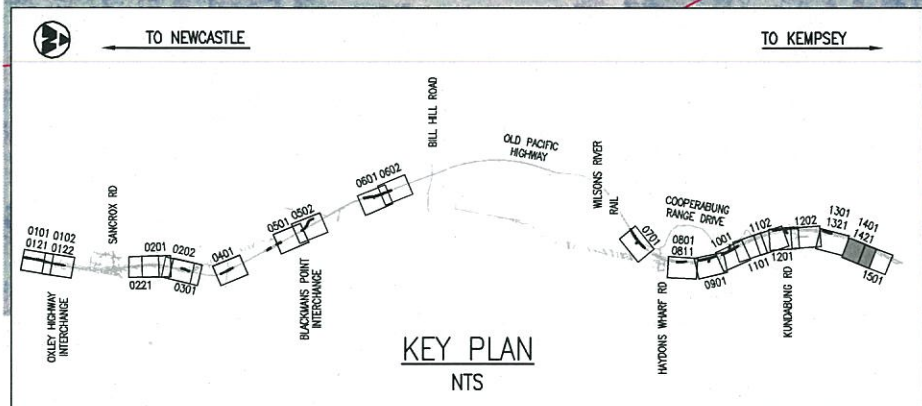 TO NEWCASTLE
TO KEMPSEY
BILL HILL ROAD
OLD PACIFIC
HIGHWAY
WILSONS RIVER
RAIL
SANCROX RD
0601 0602
COOPERABUNG
RANGE DRIVE
0101 0102
0121 0122
0201
0202
0221
0301
0401
0501
0502
0701
0801
0811
0901
1001
1101
1102
1201
1202
1301
1321
1401
1421
1501
OXLEY HIGHWAY
INTERCHANGE
BLACKMANS POINT
INTERCHANGE
HAYDONS WHARF RD
KUNDABUNG RD
KEY PLAN
NTS